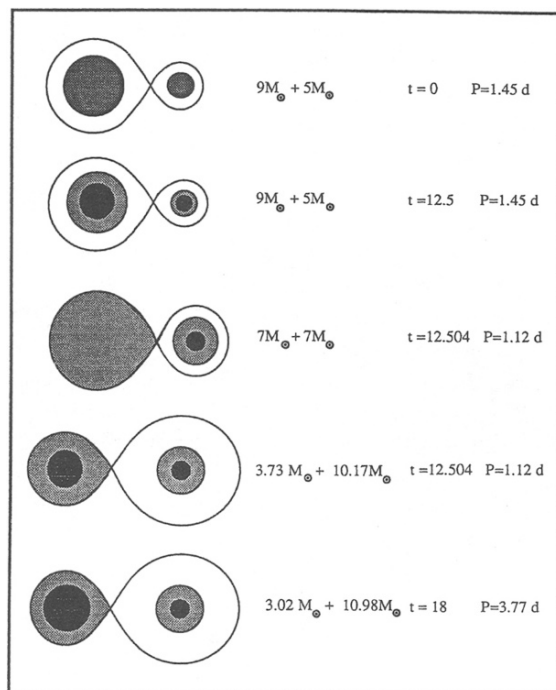 9M☉ + 5M☉ t = 0 P=1.45 d
9M☉ + 5M☉ t=12.5 P=1.45 d
7M☉+7M☉ t=12.504 P=1.12 d
3.73 M☉ + 10.17M☉ t =12.504 P=1.12 d
3.02 M☉ + 10.98M☉ t = 18 P=3.77 d